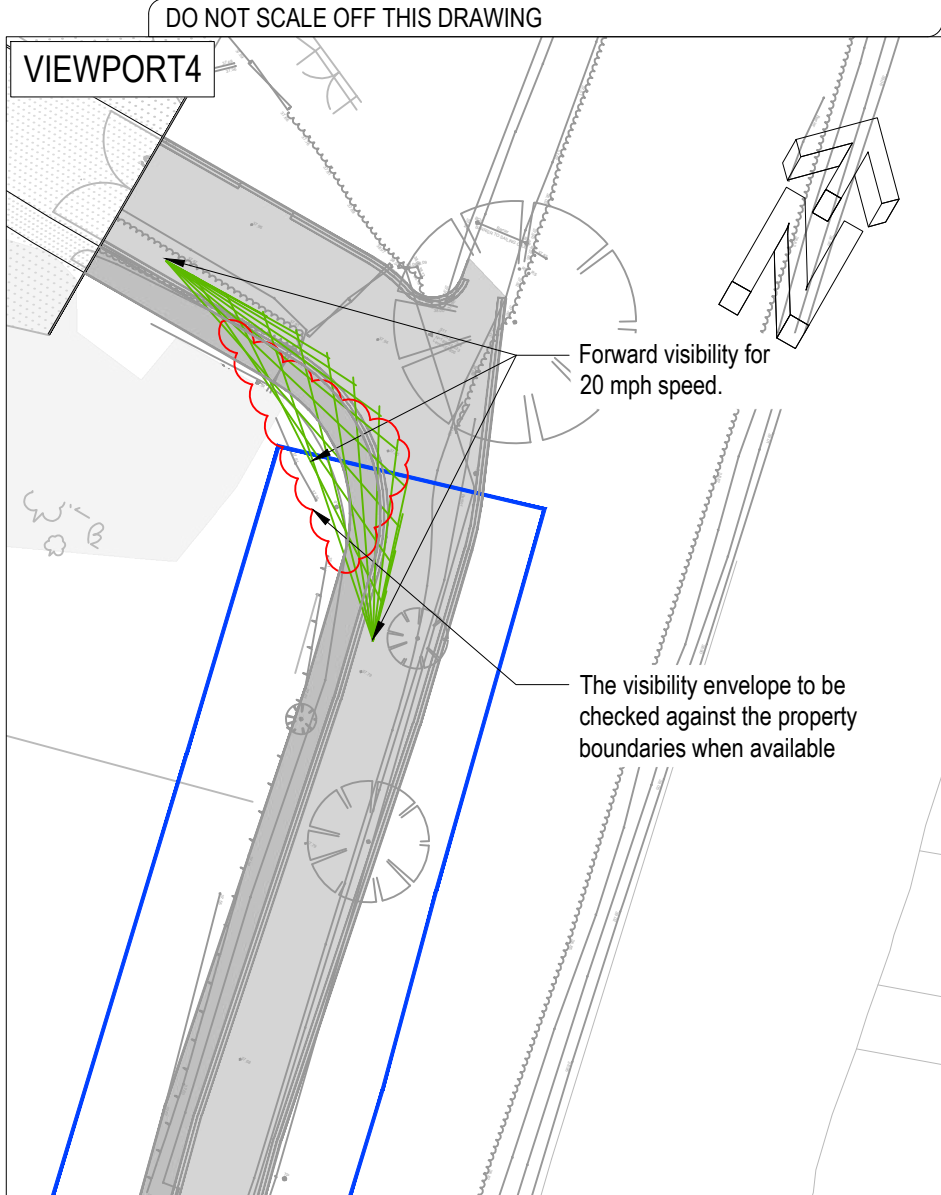 DO NOT SCALE OFF THIS DRAWING
VIEWPORT4
Forward visibility for
20 mph speed.
The visibility envelope to be
checked against the property
boundaries when available